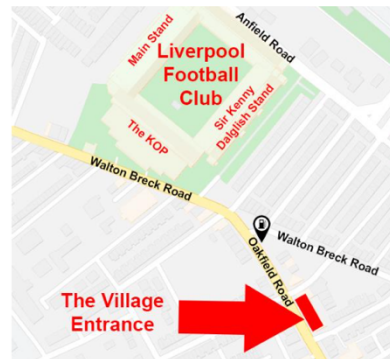 Anfield Road
Main Stand
Liverpool
Football
Club
Sir Kenny
Dalglish Stand
The KOP
Walton Breck Road
Oakfield Road
Walton Breck Road
The Village
Entrance